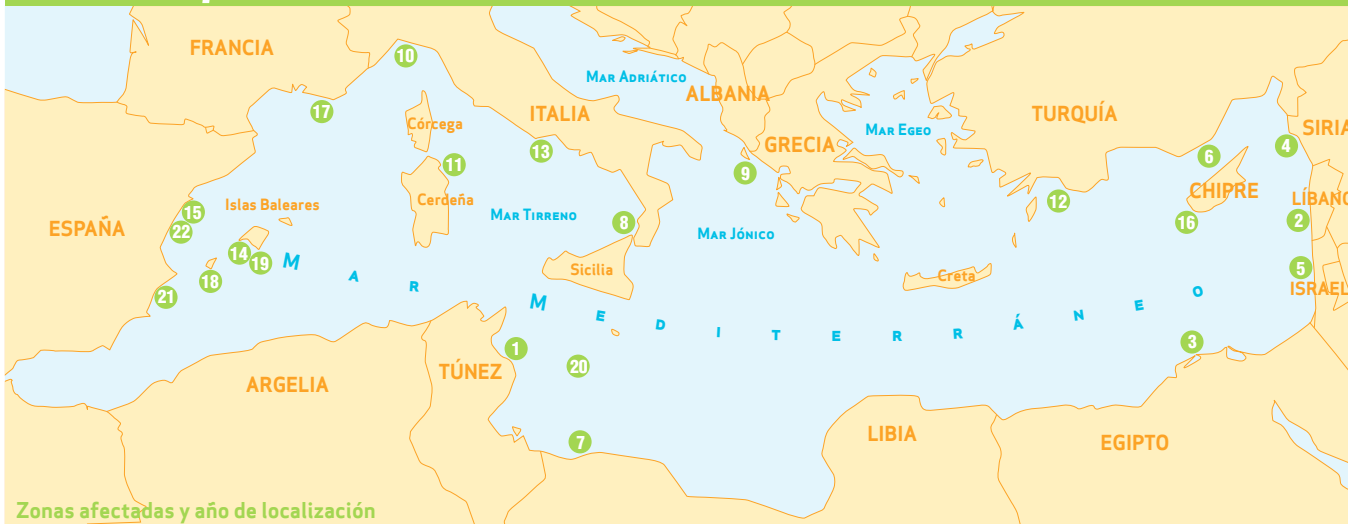 FRANCIA
10
MAR ADRIÁTICO
ALBANIA
17
Córcega
ITALIA
MAR EGEO
TURQUÍA
SIRIA
13
GRECIA
4
6
11
9
CHIPRE
Cerdeña
12
LÍBANO
15
Islas Baleares
MAR TIRRENO
8
16
2
ESPAÑA
22
MAR JÓNICO
14
19
18
Sicilia
Creta
5
ISRAEL
21
MAR MEDITERRÁNEO
1
20
3
TÚNEZ
ARGELIA
7
LIBIA
EGIPTO
Zonas afectadas y año de localización